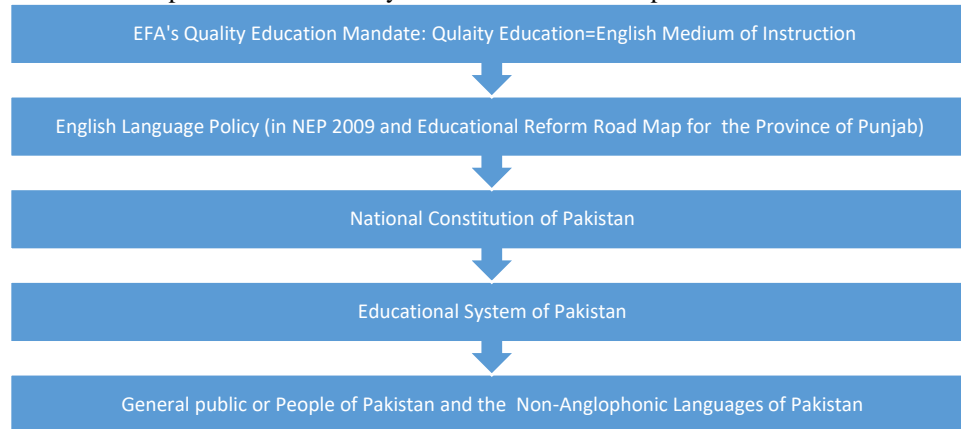 EFA's Quality Education Mandate: Qulaity Education=English Medium of Instruction
English Language Policy (in NEP 2009 and Educational Reform Road Map for the Province of Punjab)
National Constitution of Pakistan
Educational System of Pakistan
General public or People of Pakistan and the Non-Anglophonic Languages of Pakistan